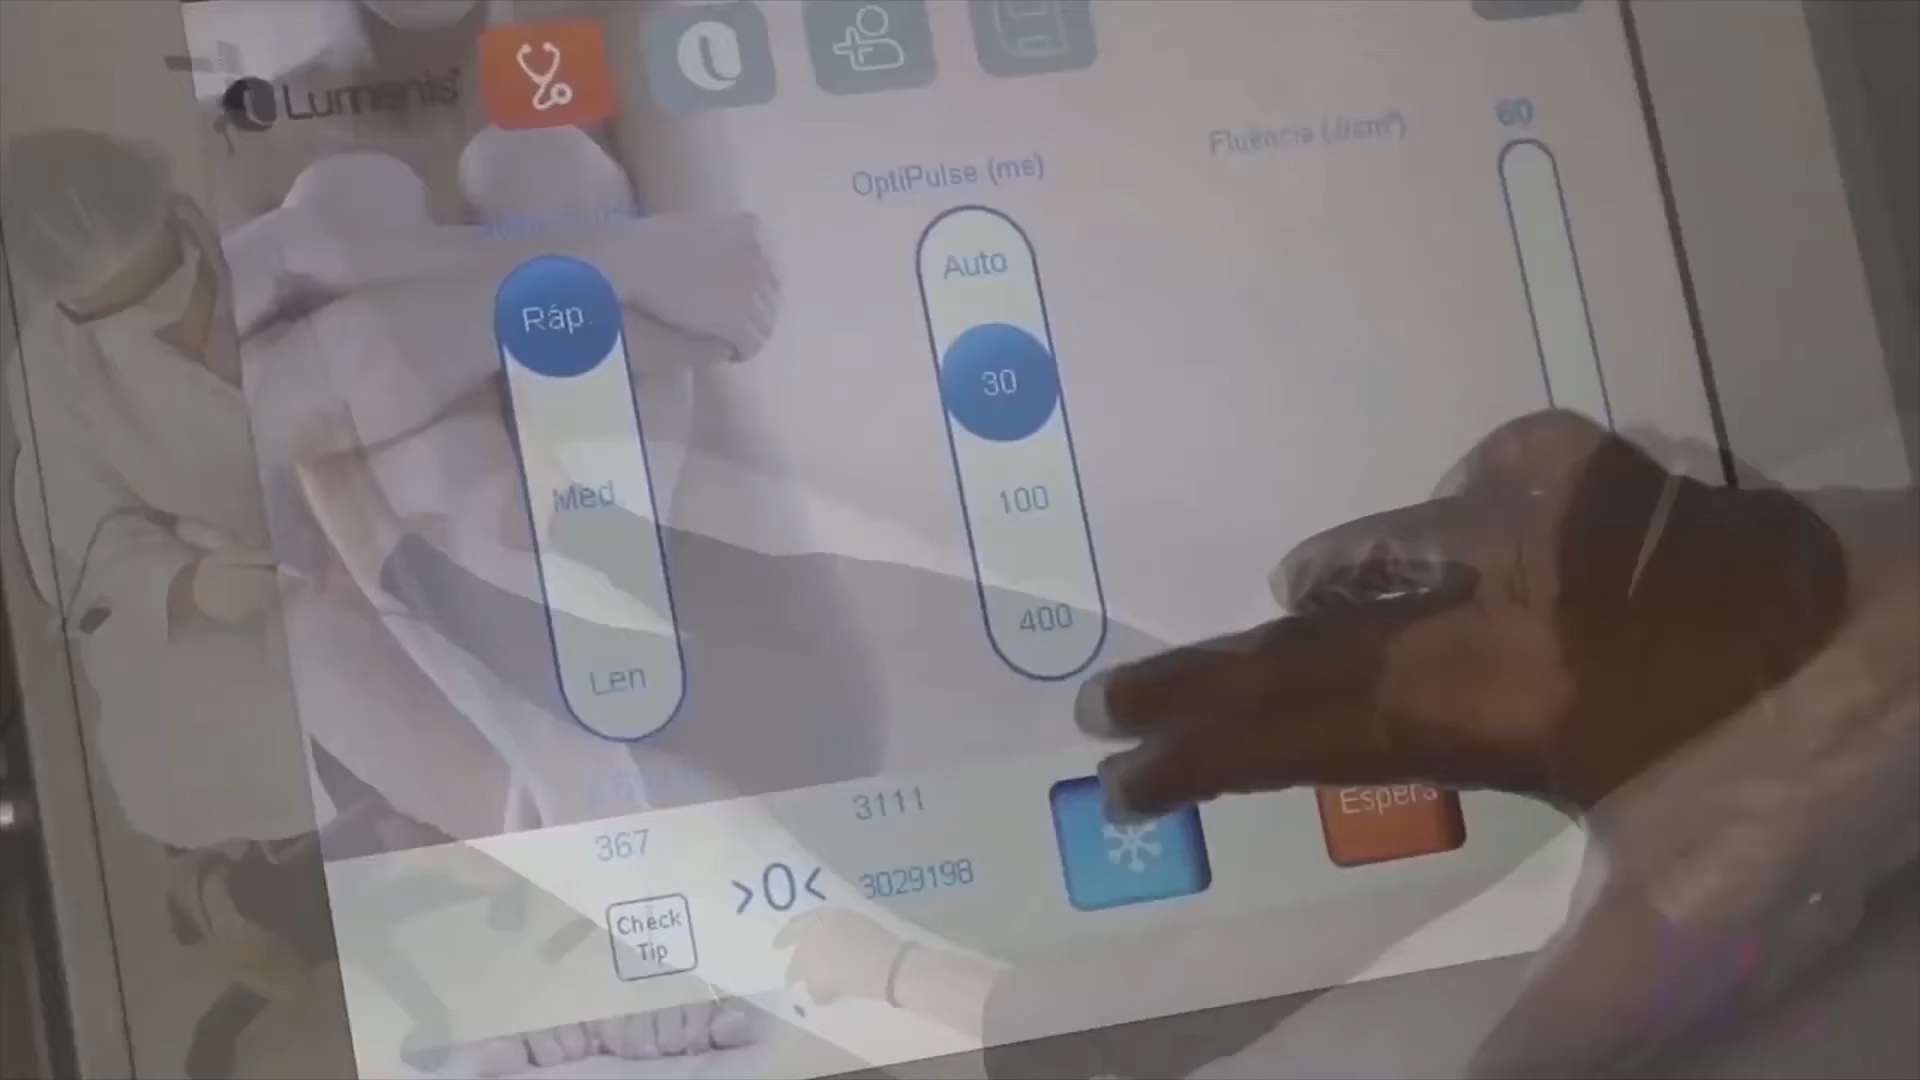 Lumenis
OptiPulse (ms)
Fluência (J/cm²)
60
Ráp.
Med.
Len
Auto
30
100
400
367
3111
3029198
>0<
Check
Tip
Espera